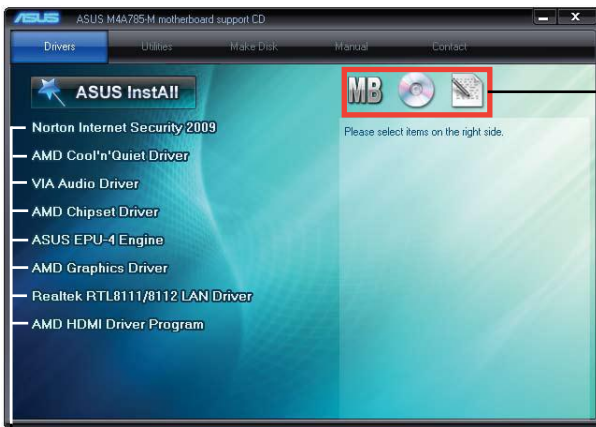 ASUS ASUS M4A785-M motherboard support CD
Drivers Utilities Make Disk Manual Contact
ASUS InstAll
MB
Norton Internet Security 2009
Please select items on the right side.
AMD Cool'n'Quiet Driver
VIA Audio Driver
AMD Chipset Driver
ASUS EPU-4 Engine
AMD Graphics Driver
Realtek RTL8111/8112 LAN Driver
AMD HDMI Driver Program